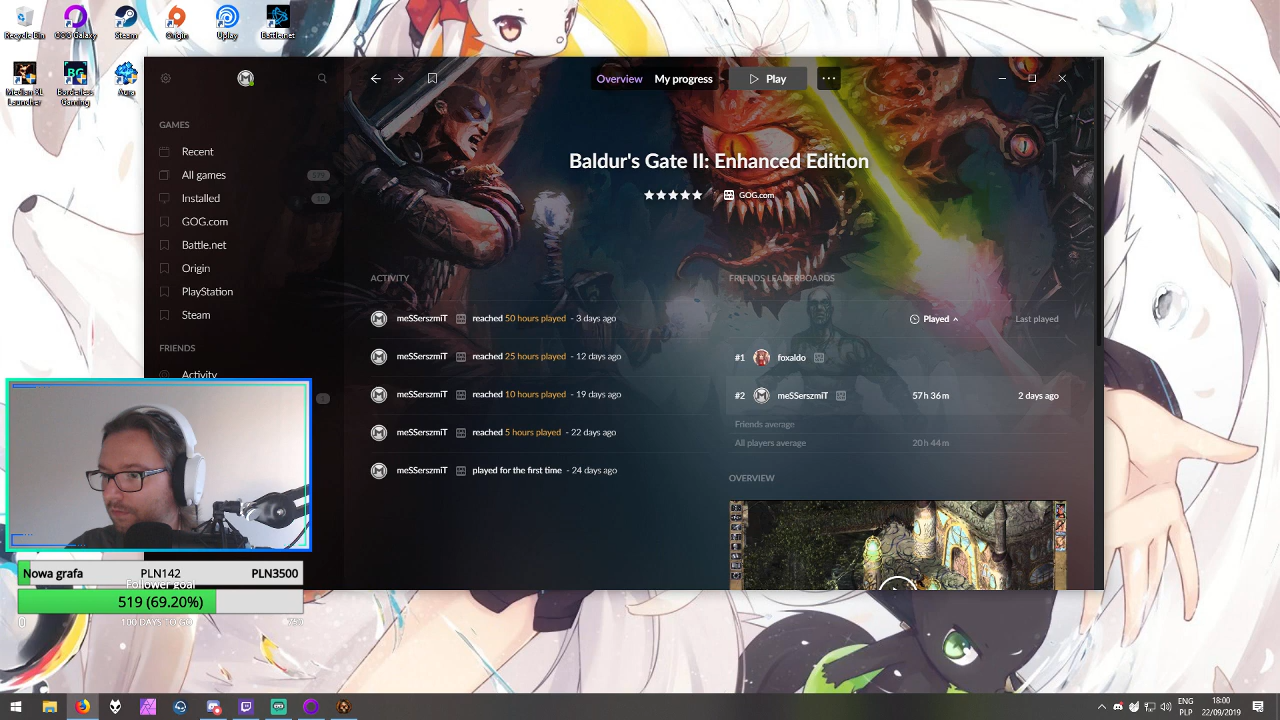 Recycle Bin
GOG Galaxy
Steam
Origin
Uplay
Battle.net
Median XL Launcher
BG
Borderless Gaming
Aura
Overview
My progress
Play
GAMES
Recent
All games
Installed
GOG.com
Battle.net
Origin
PlayStation
Steam
FRIENDS
Activity
Baldur's Gate II: Enhanced Edition
GOG.com
ACTIVITY
meSSerszmiT reached 50 hours played - 3 days ago
meSSerszmiT reached 25 hours played - 12 days ago
meSSerszmiT reached 10 hours played - 19 days ago
meSSerszmiT reached 5 hours played - 22 days ago
meSSerszmiT played for the first time - 24 days ago
FRIENDS LEADERBOARDS
Played Last played
#1 foxaldo
#2 meSSerszmiT 57h 36m 2 days ago
Friends average
All players average 20h 44m
OVERVIEW
Nowa grafa PLN142 PLN3500
Follower goal
519 (69.20%)
0 100 DAYS TO GO 750
ENG 18:00
PLP 22/09/2019